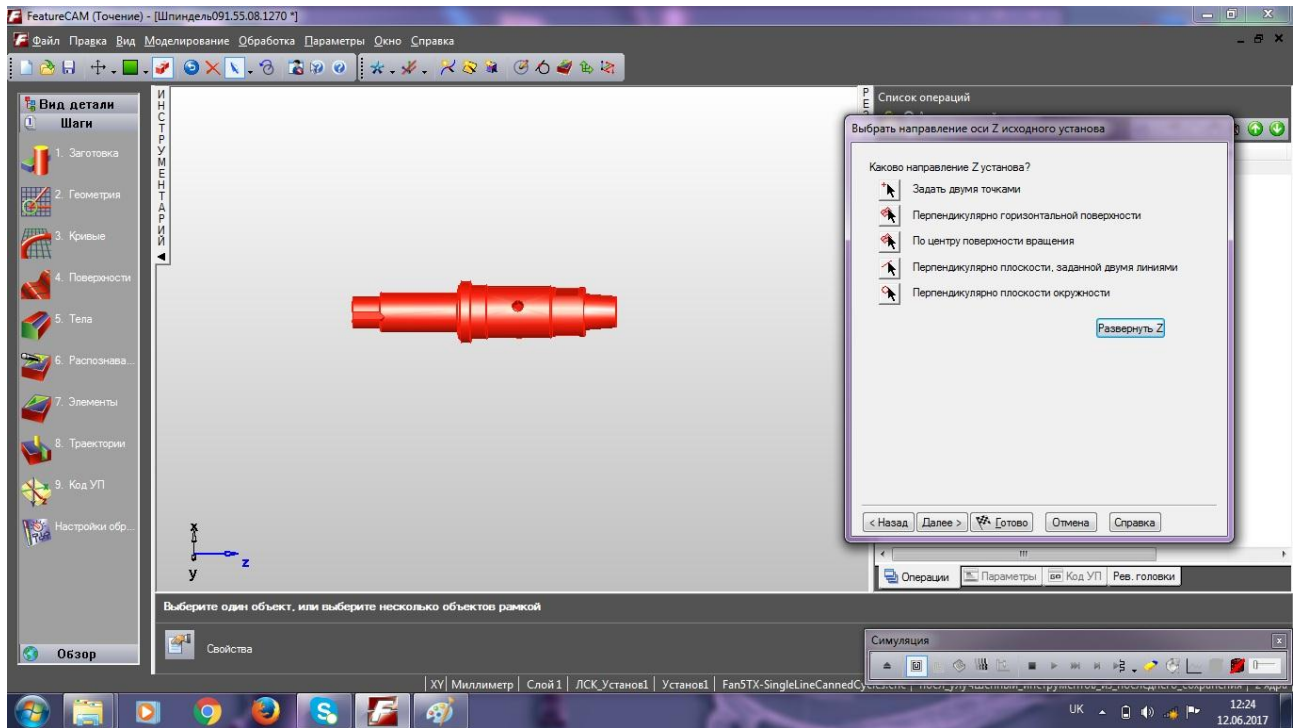 FeatureCAM (Точение) - [Шпиндель091.55.08.1270 *]
Файл Правка Вид Моделирование Обработка Параметры Окно Справка
Вид детали
Шаги
1. Заготовка
2. Геометрия
3. Кривые
4. Поверхности
5. Тела
6. Распознава...
7. Элементы
8. Траектории
9. Код УП
Настройки обр...
Обзор
ИНСТРУМЕНТАРИЙ
x
z
y
Список операций
Выбрать направление оси Z исходного установа
Каково направление Z установа?
Задать двумя точками
Перпендикулярно горизонтальной поверхности
По центру поверхности вращения
Перпендикулярно плоскости, заданной двумя линиями
Перпендикулярно плоскости окружности
Развернуть Z
< Назад Далее > Готово Отмена Справка
Операции Параметры Код УП Рев. головки
Выберите один объект, или выберите несколько объектов рамкой
Свойства
Симуляция
XY Миллиметр Слой 1 ЛСК_Установ1 Установ1 Fan5TX-SingleLineCannedCycles.cnc
UK
12:24
12.06.2017